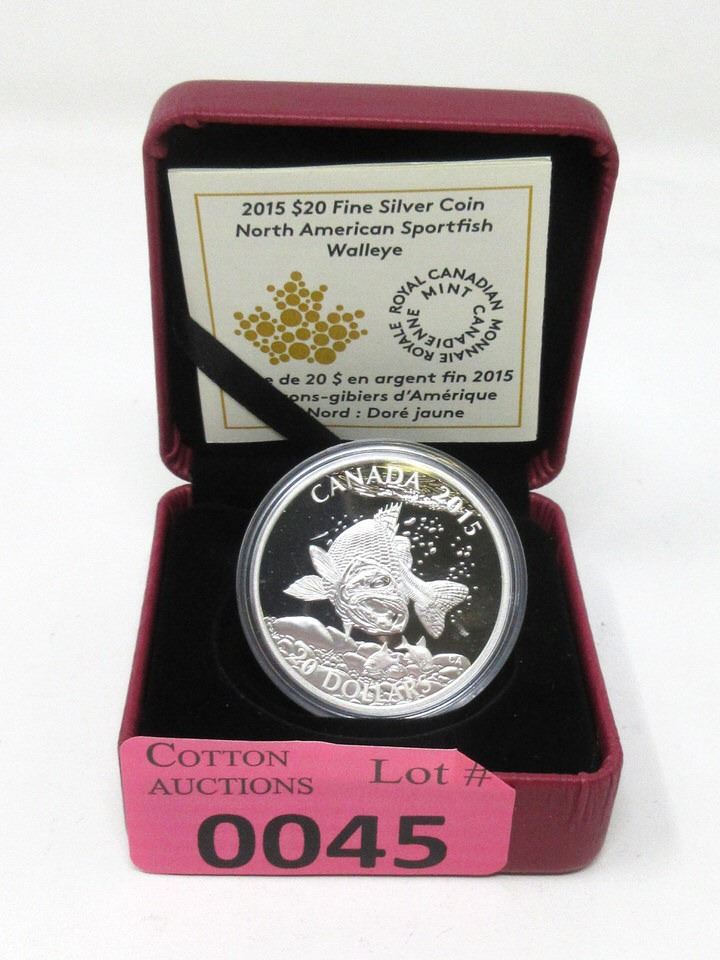 2015 $20 Fine Silver Coin
North American Sportfish
Walleye
ROYAL CANADIAN MINT
MONNAIE ROYALE CANADIENNE
de 20 $ en argent fin 2015
d'Amérique
Nord : Doré jaune
CANADA 2015
CA
20 DOLLARS
COTTON
AUCTIONS
Lot #
0045